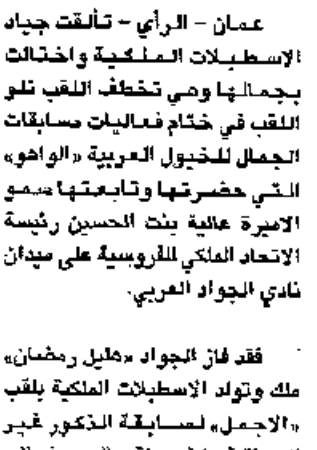 عمان - الرأي - تألقت جياد
الاسطبلات الملكية واختالت
بجمالها وهي تخطف اللقب تلو
اللقب في ختام فعاليات مسابقات
الجمال للخيول العربية «الواهو»
التي حضرتها وتابعتها سمو
الاميرة عالية بنت الحسين رئيسة
الاتحاد الملكي للفروسية على ميدان
نادي الجواد العربي.
فقد فاز الجواد «هليل رمضان»
ملك وتولد الاسطبلات الملكية بلقب
«الاجمل» لمسابقة الذكور غير